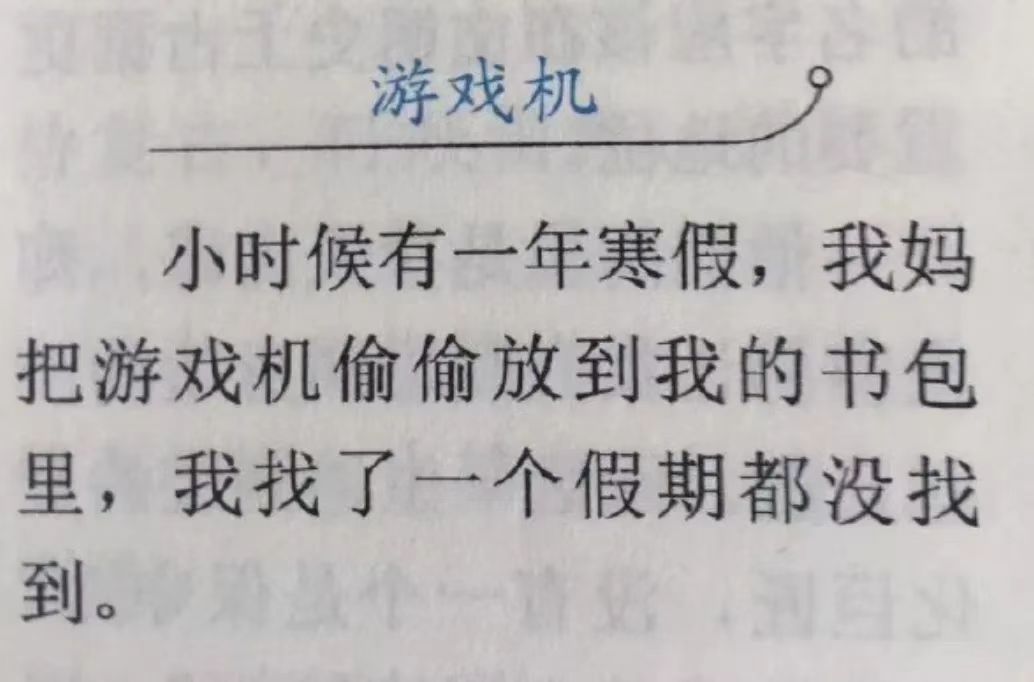 游戏机
小时候有一年寒假，我妈
把游戏机偷偷放到我的书包
里，我找了一个假期都没找
到。